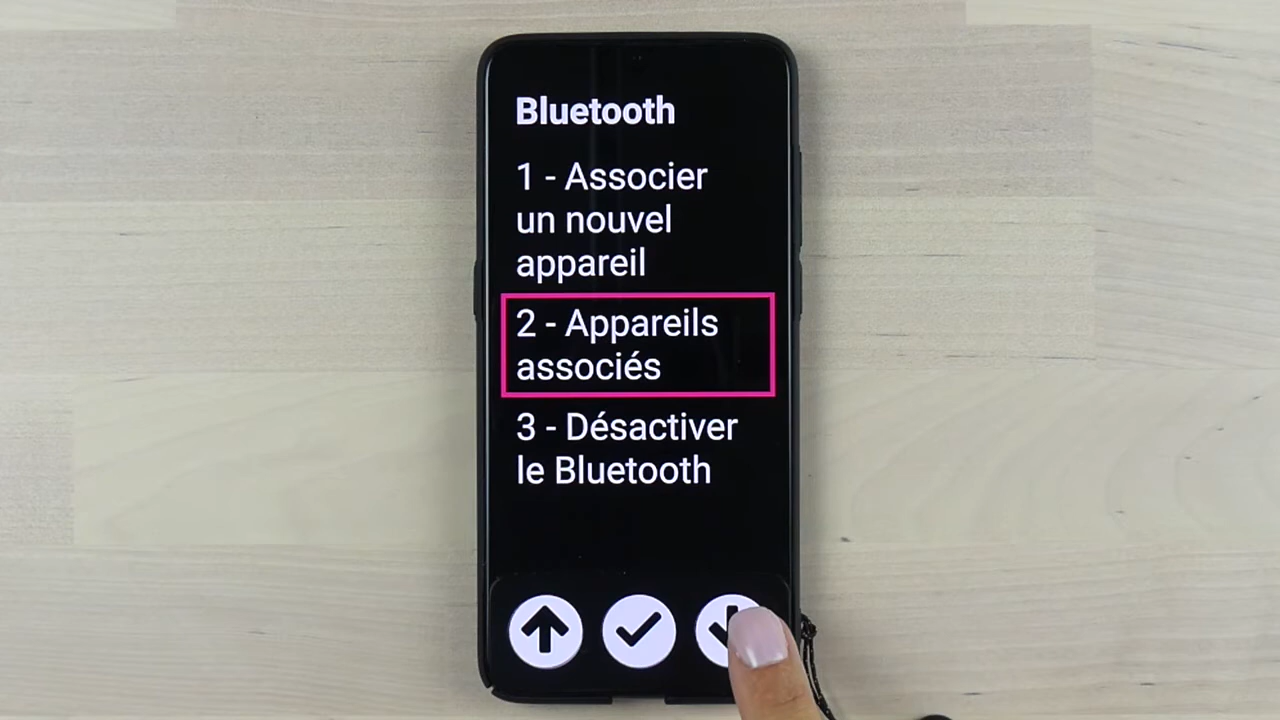 Bluetooth
1 - Associer
un nouvel
appareil
2 - Appareils
associés
3 - Désactiver
le Bluetooth